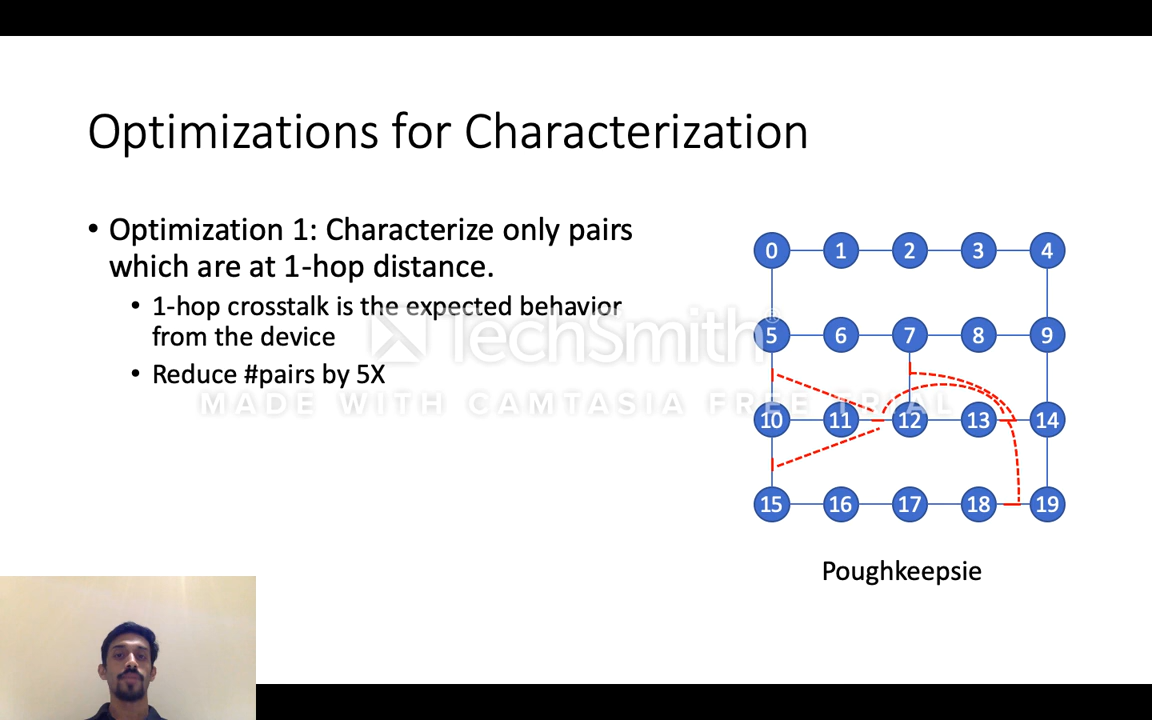 Optimizations for Characterization
• Optimization 1: Characterize only pairs
which are at 1-hop distance.
• 1-hop crosstalk is the expected behavior
from the device
• Reduce #pairs by 5X
TechSmith®
MADE WITH CAMTASIA FREE TRIAL
0 1 2 3 4
5 6 7 8 9
10 11 12 13 14
15 16 17 18 19
Poughkeepsie